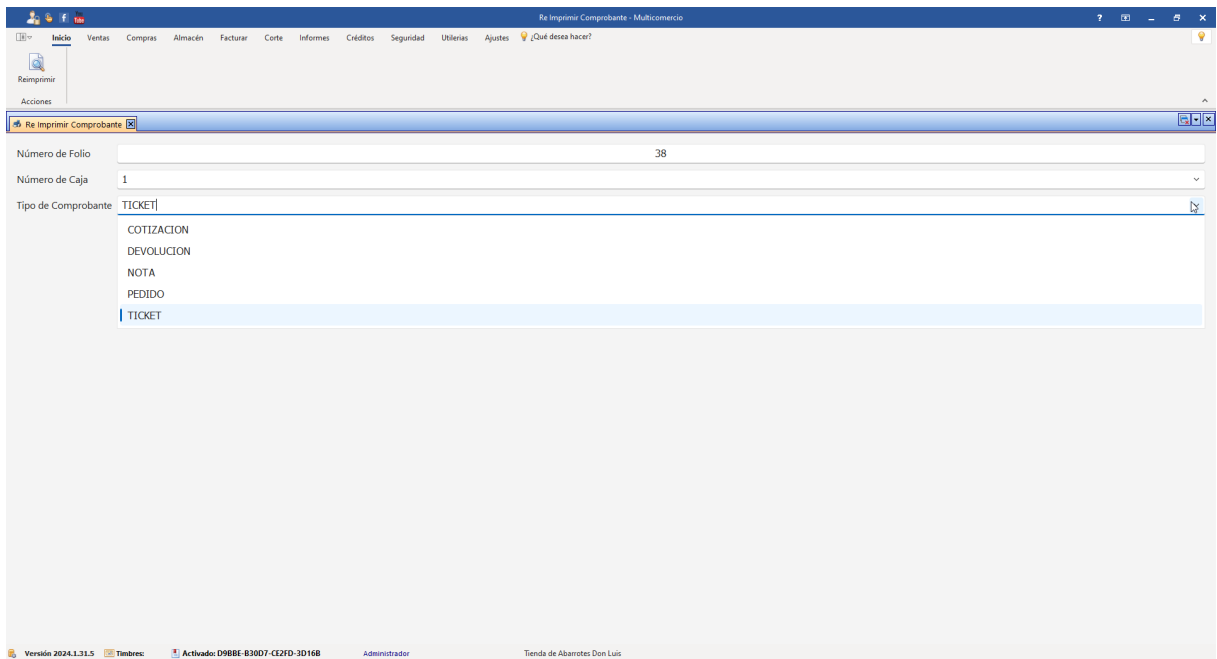 You Tube
Re Imprimir Comprobante - Multicomercio
Inicio Ventas Compras Almacén Facturar Corte Informes Créditos Seguridad Utilerias Ajustes ¿Qué desea hacer?
Reimprimir
Acciones
Re Imprimir Comprobante
Número de Folio 38
Número de Caja 1
Tipo de Comprobante TICKET
COTIZACION
DEVOLUCION
NOTA
PEDIDO
TICKET
Versión 2024.1.31.5 Timbres: Activado: D9BBE-B30D7-CE2FD-3D16B Administrador Tienda de Abarrotes Don Luis